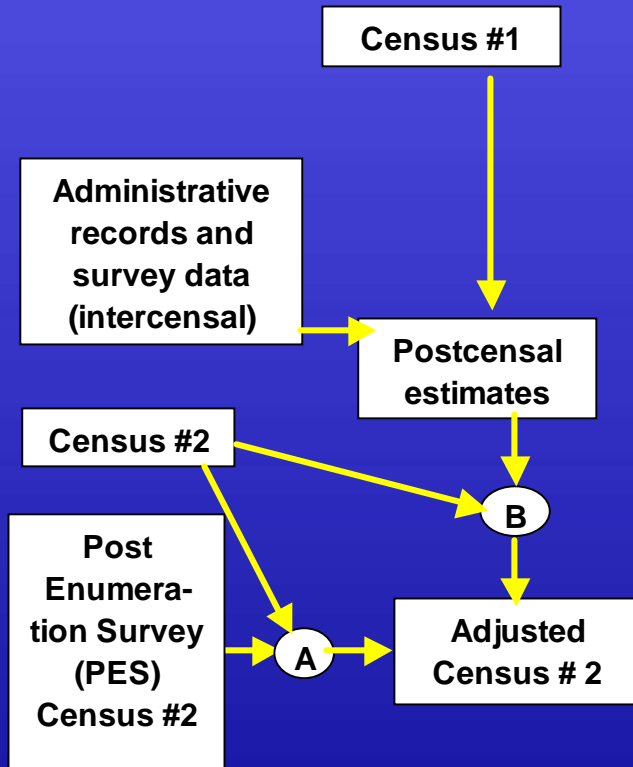 Census #1
Administrative
records and
survey data
(intercensal)
Postcensal
estimates
Census #2
B
Post
Enumera-
tion Survey
(PES)
Census #2
A
Adjusted
Census # 2